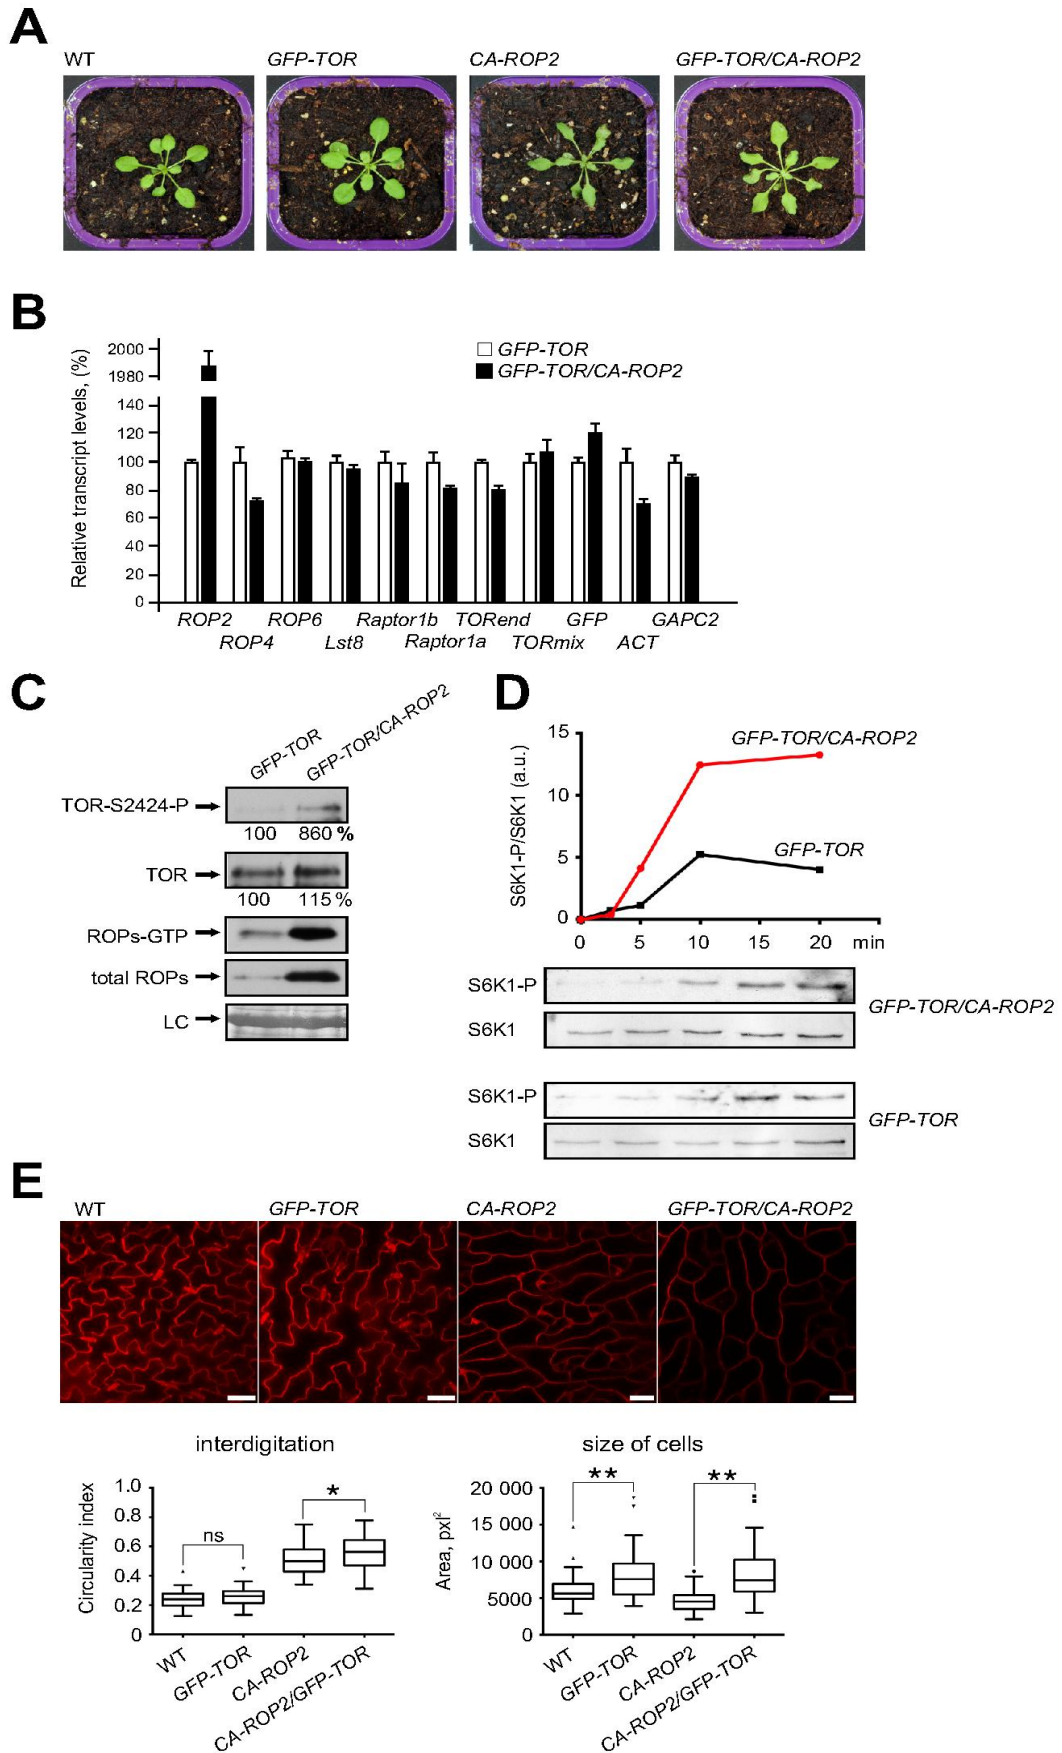 A
WT GFP-TOR CA-ROP2 GFP-TOR/CA-ROP2
B
Relative transcript levels, (%)
2000
1980
140
120
100
80
60
40
20
0
GFP-TOR
GFP-TOR/CA-ROP2
ROP2 ROP6 Raptor1b TORend GFP GAPC2
ROP4 Lst8 Raptor1a TORmix ACT
C
GFP-TOR
GFP-TOR/CA-ROP2
TOR-S2424-P
100 860 %
TOR
100 115 %
ROPs-GTP
total ROPs
LC
D
S6K1-P/S6K1 (a.u.)
15
10
5
0
GFP-TOR/CA-ROP2
GFP-TOR
0 5 10 15 20 min
S6K1-P
S6K1
GFP-TOR/CA-ROP2
S6K1-P
S6K1
GFP-TOR
E
WT GFP-TOR CA-ROP2 GFP-TOR/CA-ROP2
interdigitation
Circularity index
1.0
0.8
0.6
0.4
0.2
0
ns
*
WT
GFP-TOR
CA-ROP2
CA-ROP2/GFP-TOR
size of cells
Area, pxl²
20 000
15 000
10 000
5000
0
**
**
WT
GFP-TOR
CA-ROP2
CA-ROP2/GFP-TOR